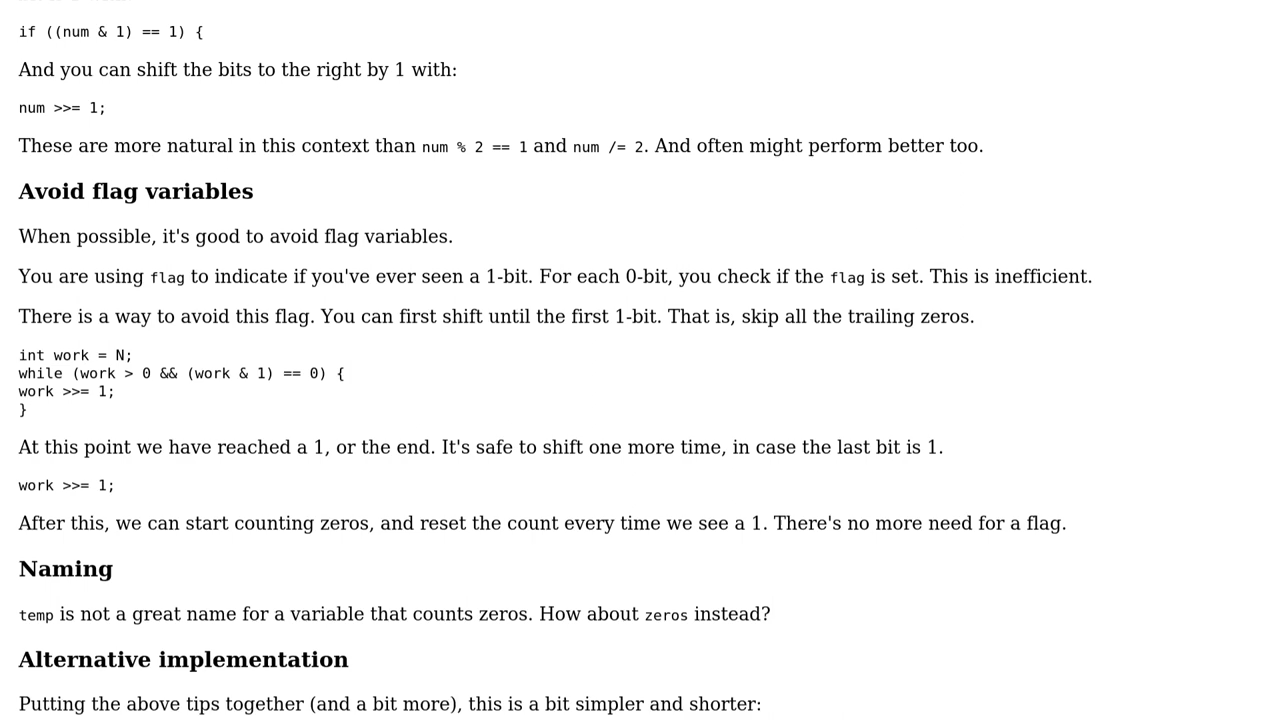 if ((num & 1) == 1) {
And you can shift the bits to the right by 1 with:
num >>= 1;
These are more natural in this context than num % 2 == 1 and num /= 2. And often might perform better too.
Avoid flag variables
When possible, it's good to avoid flag variables.
You are using flag to indicate if you've ever seen a 1-bit. For each 0-bit, you check if the flag is set. This is inefficient.
There is a way to avoid this flag. You can first shift until the first 1-bit. That is, skip all the trailing zeros.
int work = N;
while (work > 0 && (work & 1) == 0) {
work >>= 1;
}
At this point we have reached a 1, or the end. It's safe to shift one more time, in case the last bit is 1.
work >>= 1;
After this, we can start counting zeros, and reset the count every time we see a 1. There's no more need for a flag.
Naming
temp is not a great name for a variable that counts zeros. How about zeros instead?
Alternative implementation
Putting the above tips together (and a bit more), this is a bit simpler and shorter: